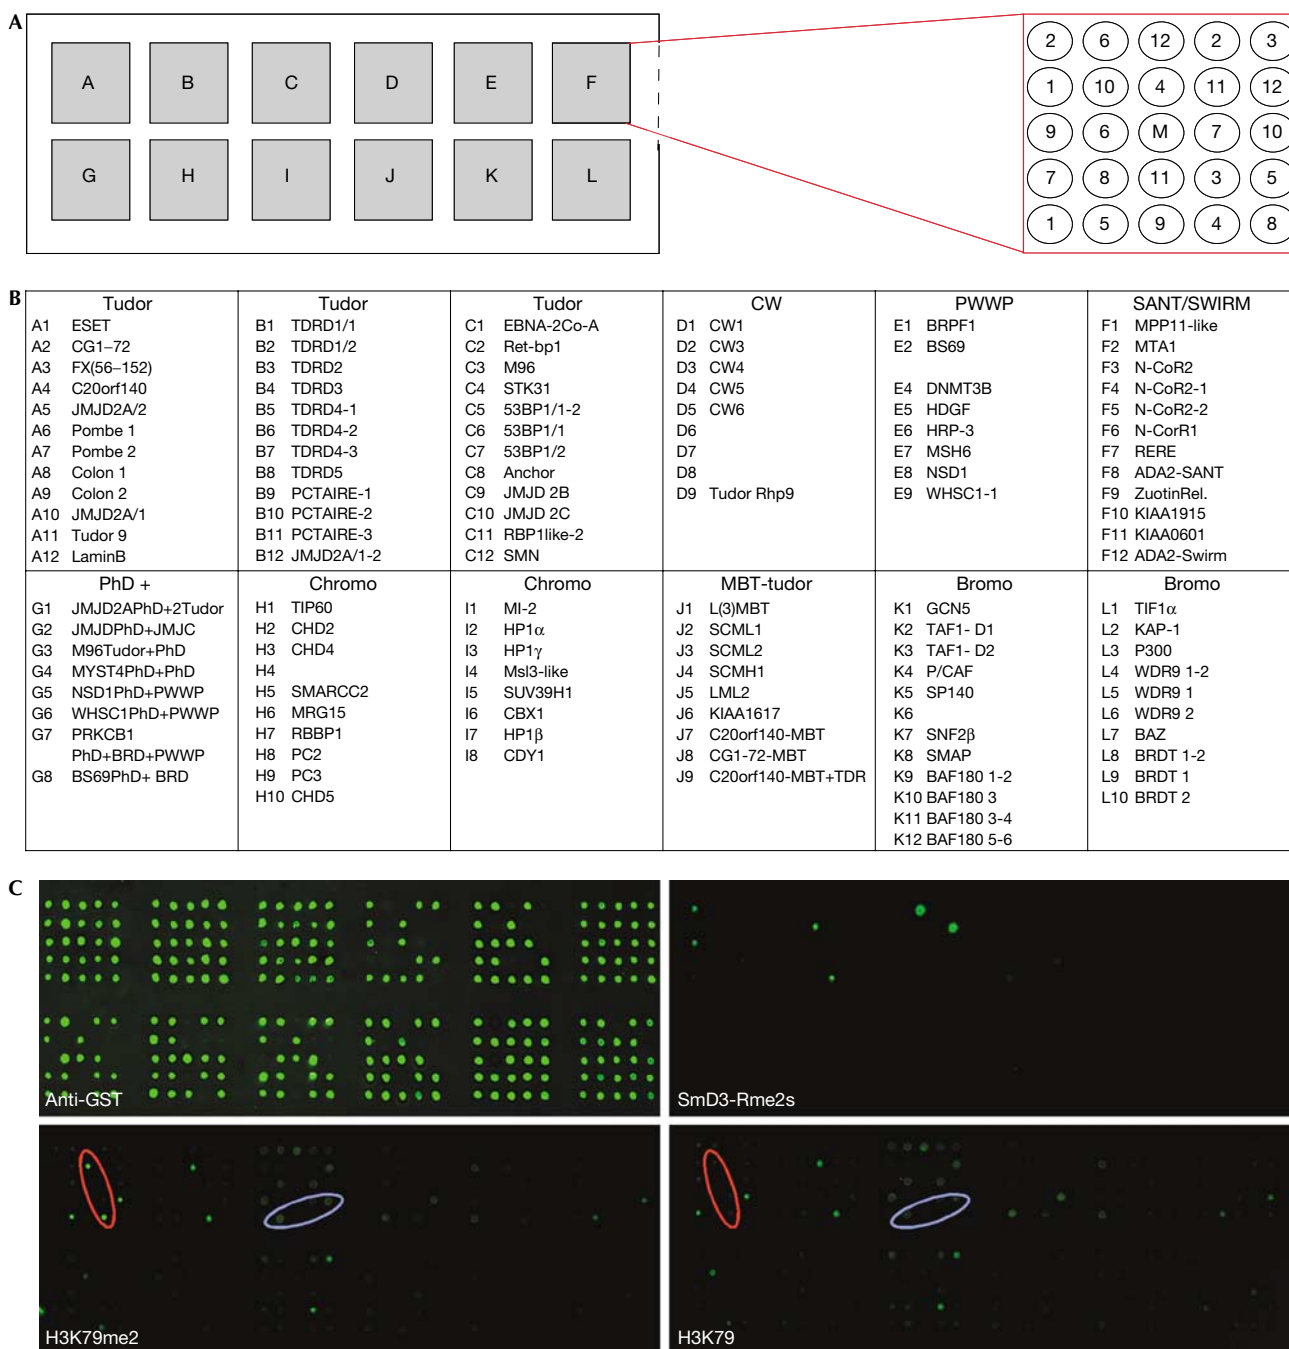 A
A B C D E F
G H I J K L
2 6 12 2 3
1 10 4 11 12
9 6 M 7 10
7 8 11 3 5
1 5 9 4 8
B
Tudor
A1 ESET
A2 CG1–72
A3 FX(56–152)
A4 C20orf140
A5 JMJD2A/2
A6 Pombe 1
A7 Pombe 2
A8 Colon 1
A9 Colon 2
A10 JMJD2A/1
A11 Tudor 9
A12 LaminB
Tudor
B1 TDRD1/1
B2 TDRD1/2
B3 TDRD2
B4 TDRD3
B5 TDRD4-1
B6 TDRD4-2
B7 TDRD4-3
B8 TDRD5
B9 PCTAIRE-1
B10 PCTAIRE-2
B11 PCTAIRE-3
B12 JMJD2A/1-2
Tudor
C1 EBNA-2Co-A
C2 Ret-bp1
C3 M96
C4 STK31
C5 53BP1/1-2
C6 53BP1/1
C7 53BP1/2
C8 Anchor
C9 JMJD 2B
C10 JMJD 2C
C11 RBP1like-2
C12 SMN
CW
D1 CW1
D2 CW3
D3 CW4
D4 CW5
D5 CW6
D6
D7
D8
D9 Tudor Rhp9
PWWP
E1 BRPF1
E2 BS69
E4 DNMT3B
E5 HDGF
E6 HRP-3
E7 MSH6
E8 NSD1
E9 WHSC1-1
SANT/SWIRM
F1 MPP11-like
F2 MTA1
F3 N-CoR2
F4 N-CoR2-1
F5 N-CoR2-2
F6 N-CorR1
F7 RERE
F8 ADA2-SANT
F9 ZuotinRel.
F10 KIAA1915
F11 KIAA0601
F12 ADA2-Swirm
PhD +
G1 JMJD2APhD+2Tudor
G2 JMJDPhD+JMJC
G3 M96Tudor+PhD
G4 MYST4PhD+PhD
G5 NSD1PhD+PWWP
G6 WHSC1PhD+PWWP
G7 PRKCB1
PhD+BRD+PWWP
G8 BS69PhD+ BRD
Chromo
H1 TIP60
H2 CHD2
H3 CHD4
H4
H5 SMARCC2
H6 MRG15
H7 RBBP1
H8 PC2
H9 PC3
H10 CHD5
Chromo
I1 MI-2
I2 HP1α
I3 HP1γ
I4 Msl3-like
I5 SUV39H1
I6 CBX1
I7 HP1β
I8 CDY1
MBT-tudor
J1 L(3)MBT
J2 SCML1
J3 SCML2
J4 SCMH1
J5 LML2
J6 KIAA1617
J7 C20orf140-MBT
J8 CG1-72-MBT
J9 C20orf140-MBT+TDR
Bromo
K1 GCN5
K2 TAF1- D1
K3 TAF1- D2
K4 P/CAF
K5 SP140
K6
K7 SNF2β
K8 SMAP
K9 BAF180 1-2
K10 BAF180 3
K11 BAF180 3-4
K12 BAF180 5-6
Bromo
L1 TIF1α
L2 KAP-1
L3 P300
L4 WDR9 1-2
L5 WDR9 1
L6 WDR9 2
L7 BAZ
L8 BRDT 1-2
L9 BRDT 1
L10 BRDT 2
C
Anti-GST
SmD3-Rme2s
H3K79me2
H3K79